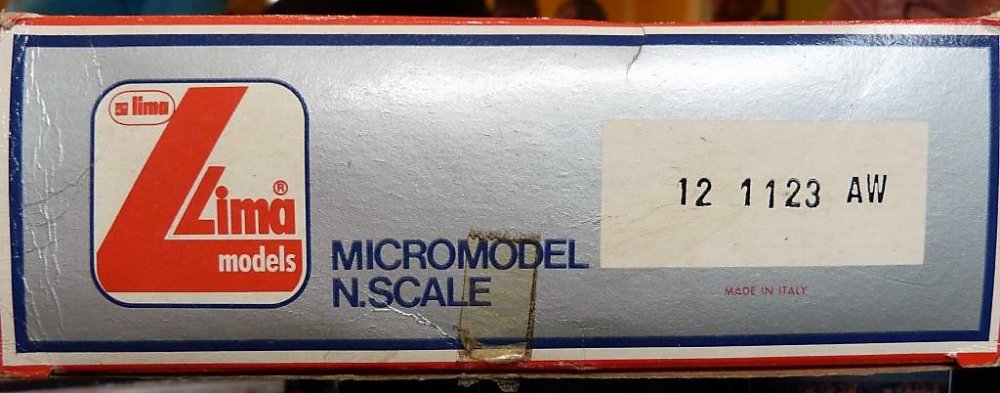 lima
Lima®
models
MICROMODEL
N.SCALE
12 1123 AW
MADE IN ITALY